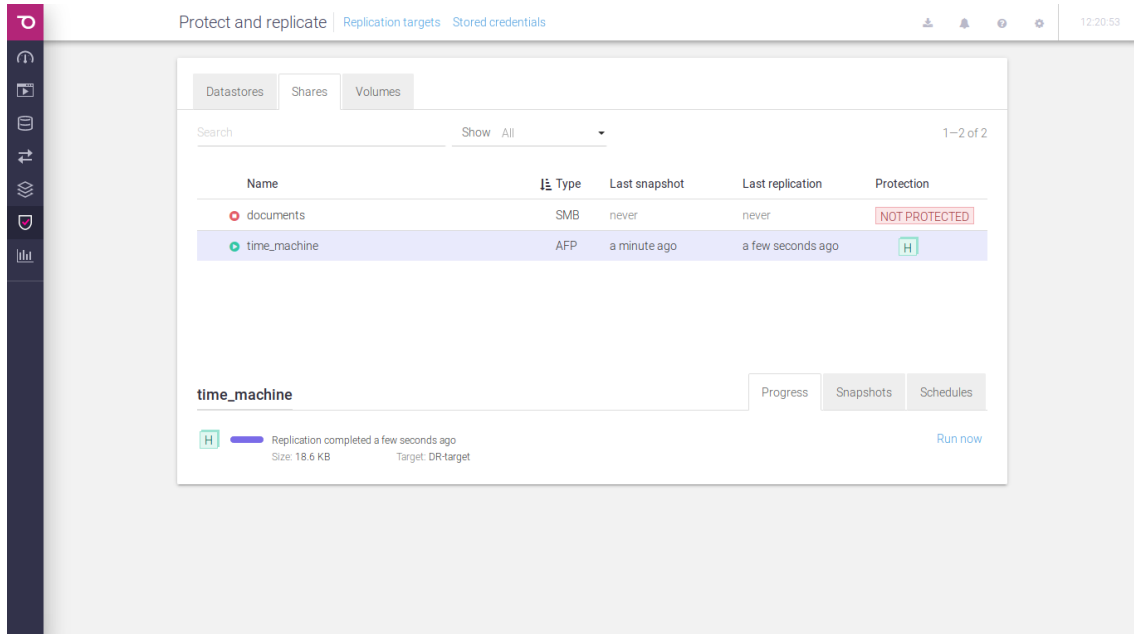 Protect and replicate Replication targets Stored credentials 12:20:53
Datastores Shares Volumes
Search Show All 1–2 of 2
Name Type Last snapshot Last replication Protection
documents SMB never never NOT PROTECTED
time_machine AFP a minute ago a few seconds ago H
time_machine Progress Snapshots Schedules
H Replication completed a few seconds ago Run now
Size: 18.6 KB Target: DR-target